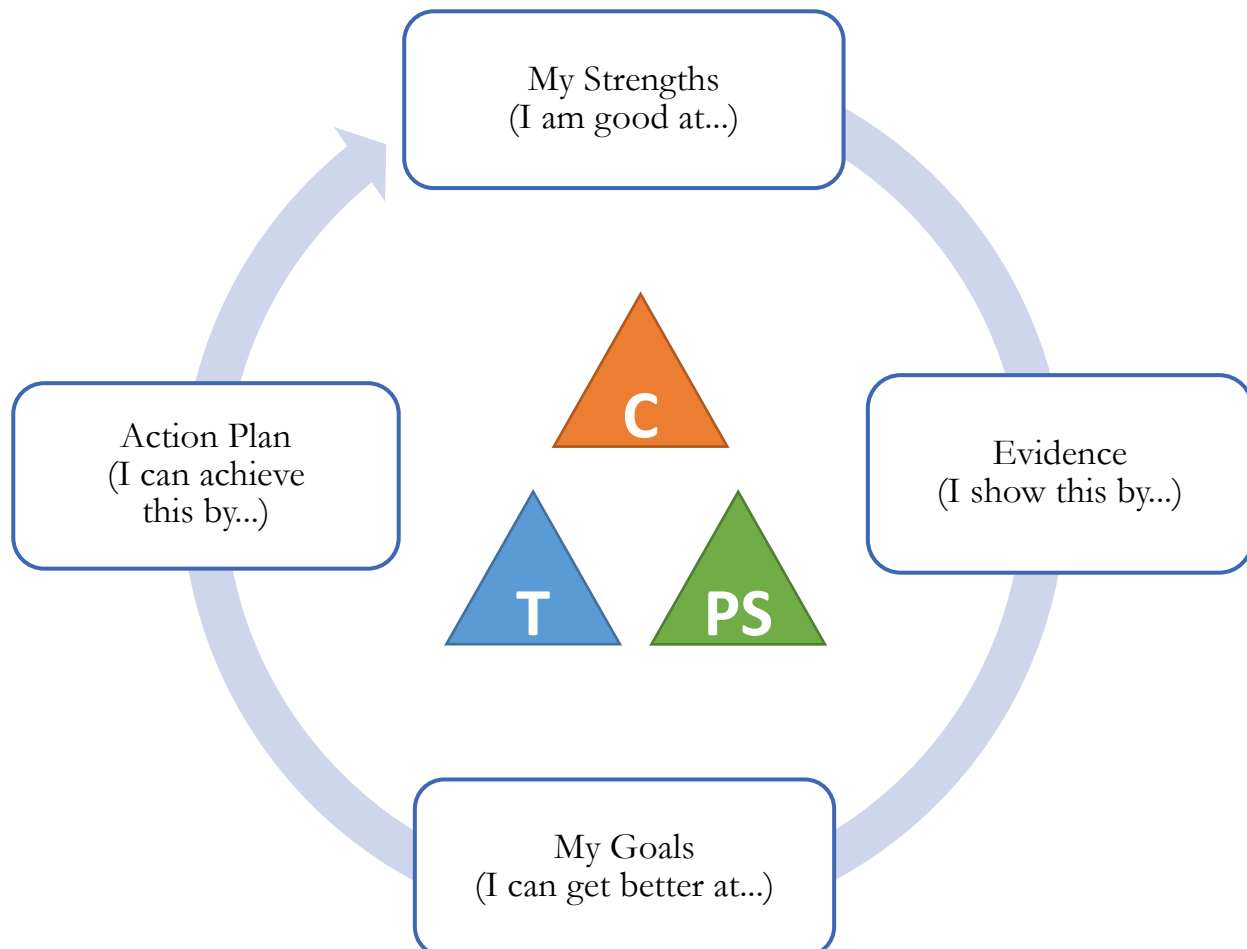 My Strengths
(I am good at...)
C
Action Plan
(I can achieve
this by...)
Evidence
(I show this by...)
T
PS
My Goals
(I can get better at...)